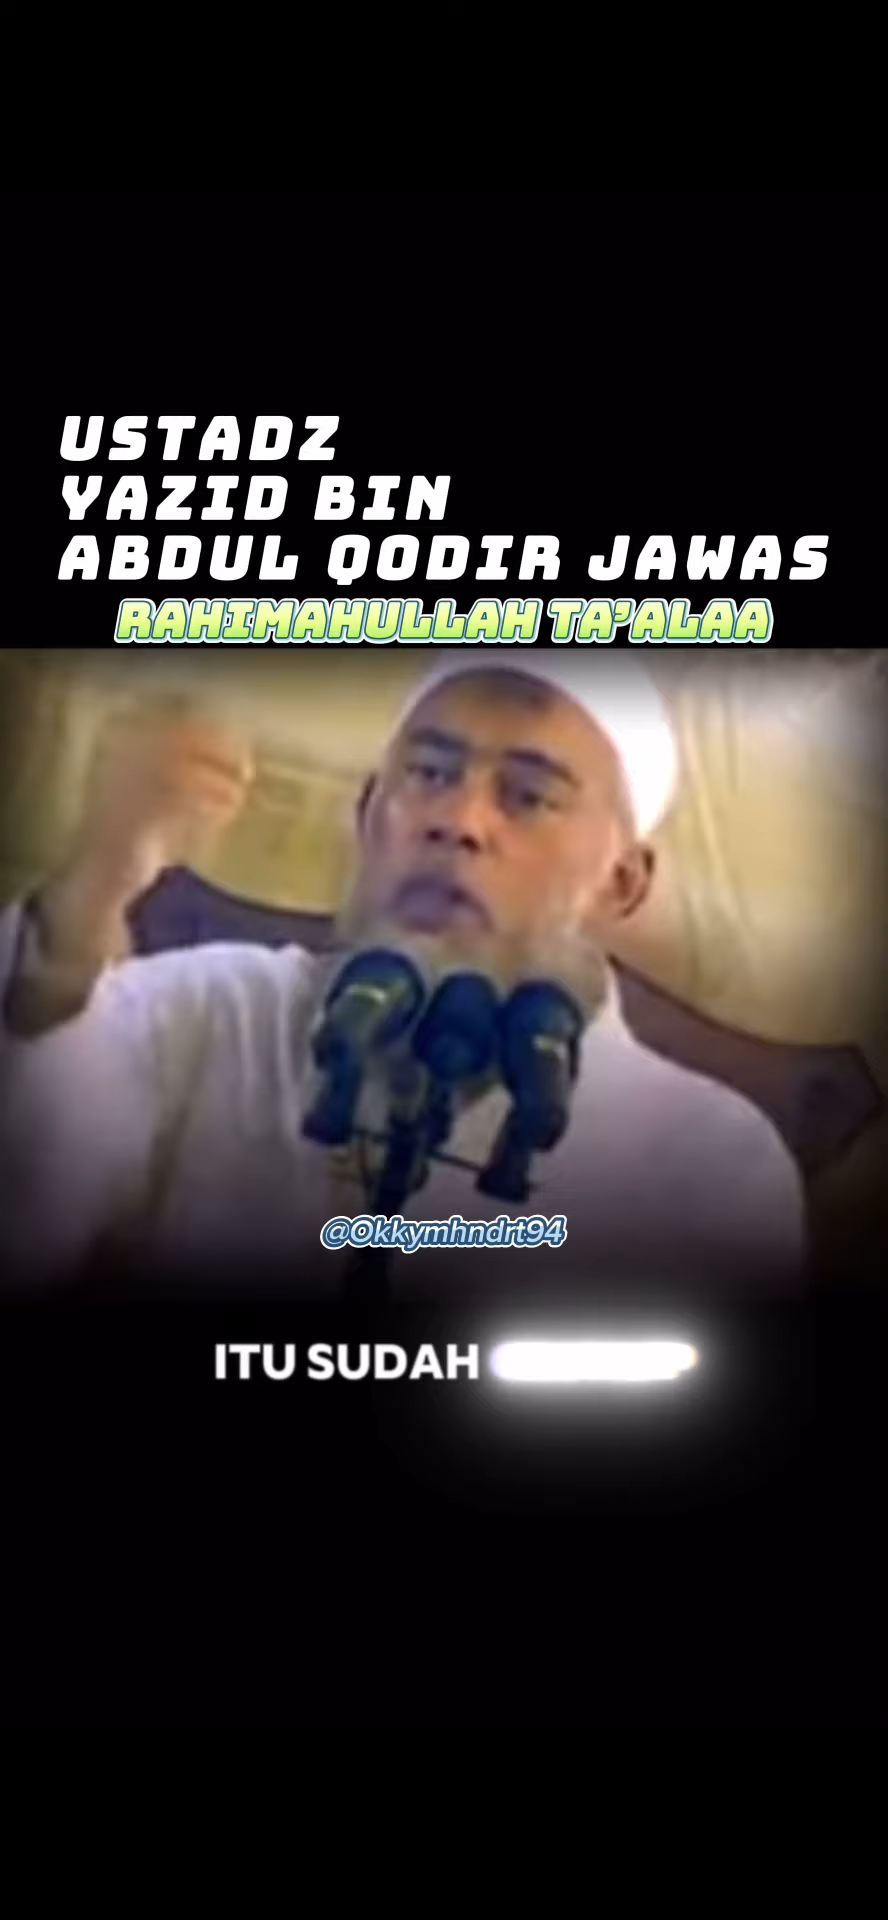 USTADZ
YAZID BIN
ABDUL QODIR JAWAS
RAHIMAHULLAH TA'ALAA
@Okkymhndrt94
ITU SUDAH